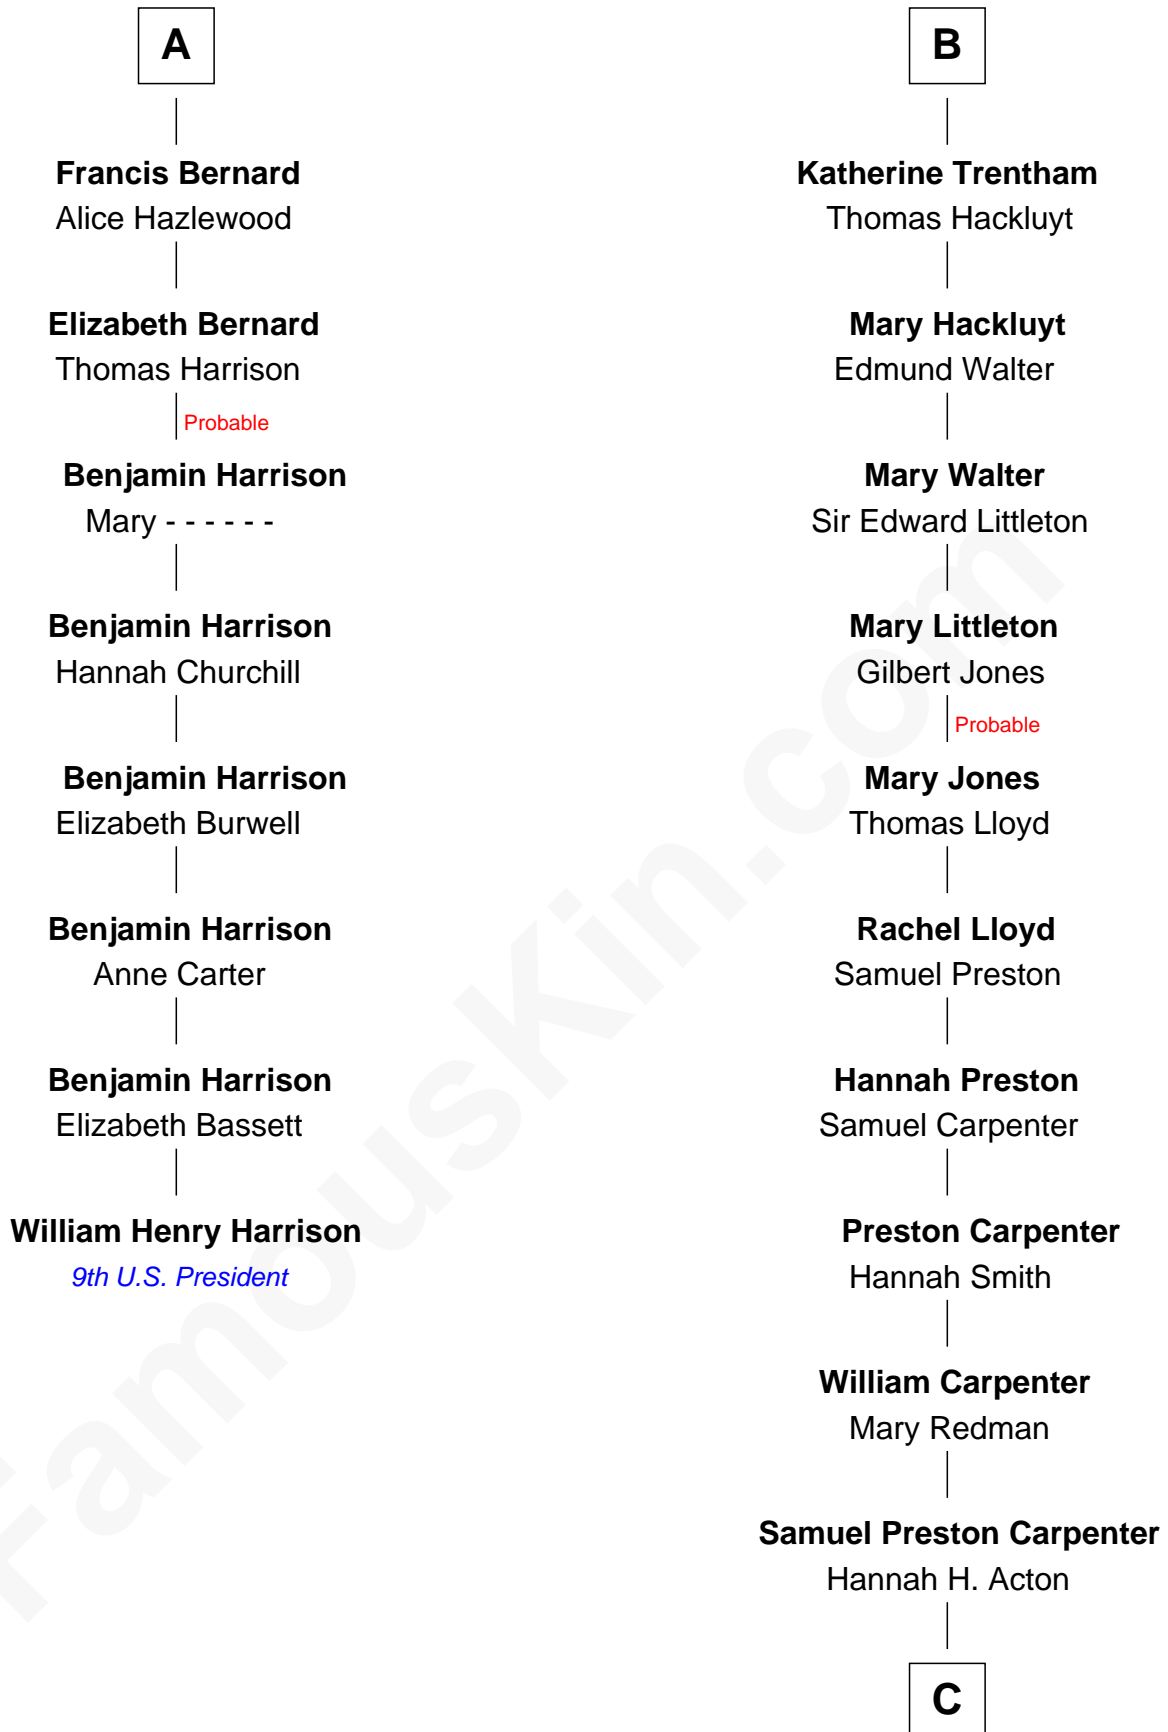 A
Francis Bernard
Alice Hazlewood
Elizabeth Bernard
Thomas Harrison
Probable
Benjamin Harrison
Mary - - - - - -
Benjamin Harrison
Hannah Churchill
Benjamin Harrison
Elizabeth Burwell
Benjamin Harrison
Anne Carter
Benjamin Harrison
Elizabeth Bassett
William Henry Harrison
9th U.S. President
B
Katherine Trentham
Thomas Hackluyt
Mary Hackluyt
Edmund Walter
Mary Walter
Sir Edward Littleton
Mary Littleton
Gilbert Jones
Probable
Mary Jones
Thomas Lloyd
Rachel Lloyd
Samuel Preston
Hannah Preston
Samuel Carpenter
Preston Carpenter
Hannah Smith
William Carpenter
Mary Redman
Samuel Preston Carpenter
Hannah H. Acton
C
FamousKin.com